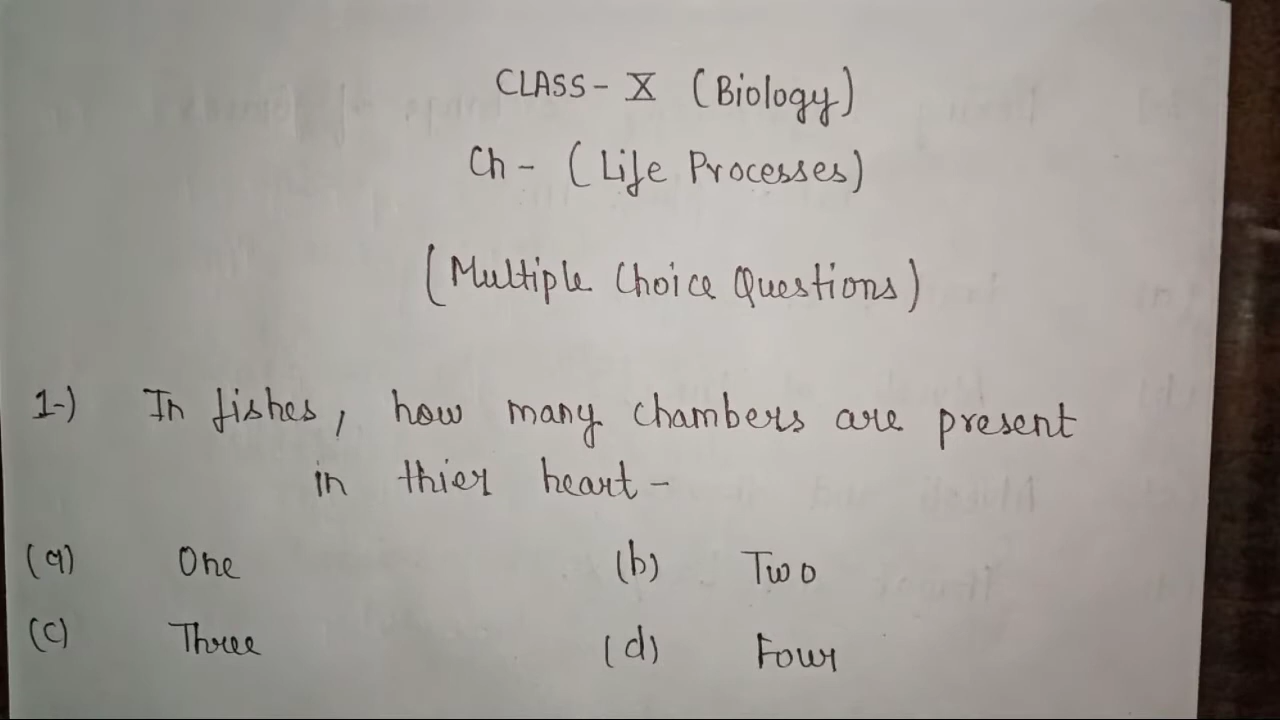 CLASS - X (Biology)
Ch - (Life Processes)
(Multiple Choice Questions)
1-) In fishes, how many chambers are present
in thier heart -
(a) One (b) Two
(c) Three (d) Four